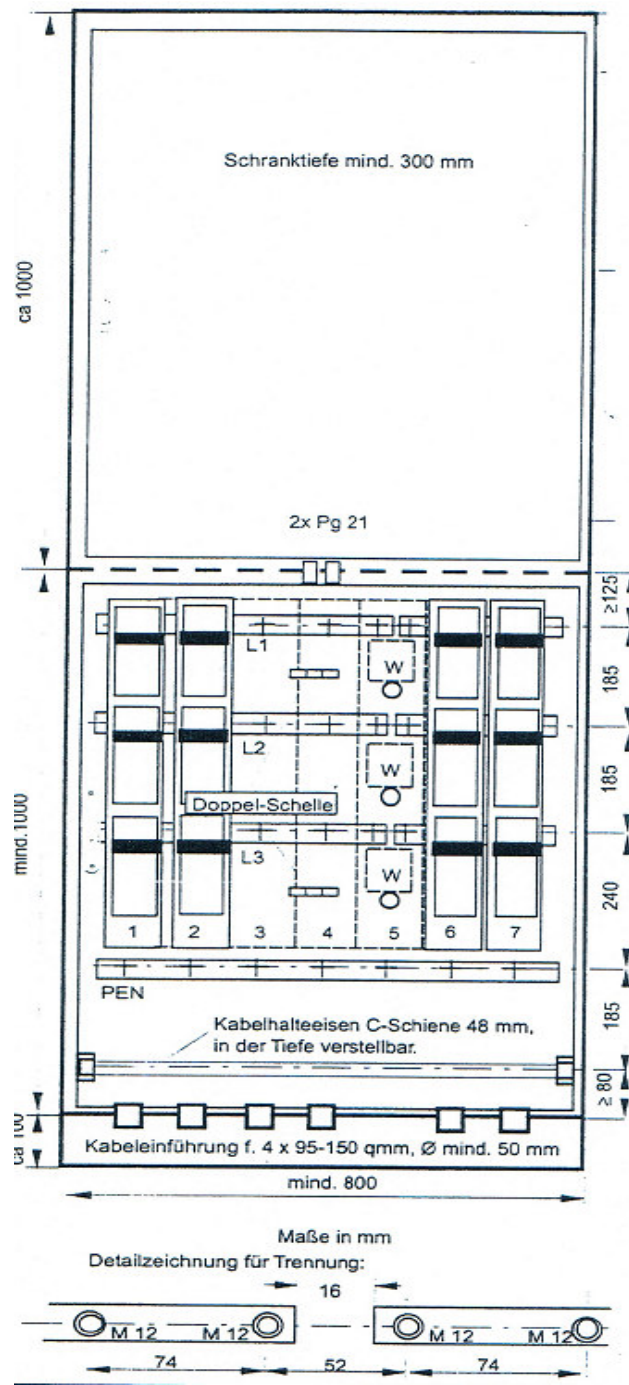 Schranktiefe mind. 300 mm
ca 1000
2x Pg 21
≥125
L1
W
185
L2
W
185
Doppel-Schelle
mind.1000
L3
W
240
1 2 3 4 5 6 7
PEN
185
Kabelhalteeisen C-Schiene 48 mm,
in der Tiefe verstellbar.
≥ 80
ca 100
Kabeleinführung f. 4 x 95-150 qmm, Ø mind. 50 mm
mind. 800
Maße in mm
Detailzeichnung für Trennung:
16
M 12 M 12 M 12 M 12
74 52 74